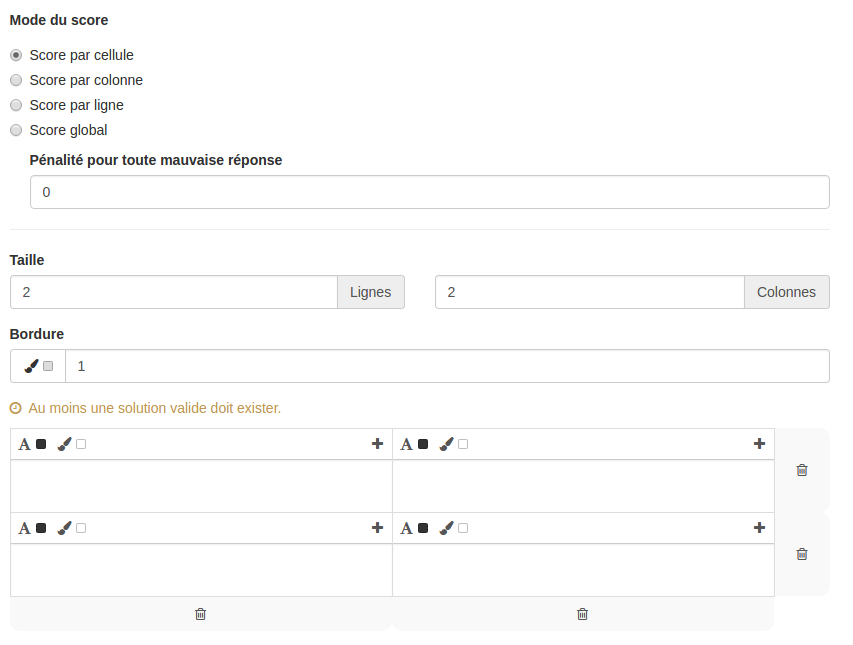 Mode du score
Score par cellule
Score par colonne
Score par ligne
Score global
Pénalité pour toute mauvaise réponse
0
Taille
2 Lignes 2 Colonnes
Bordure
1
Au moins une solution valide doit exister.
A A
A A